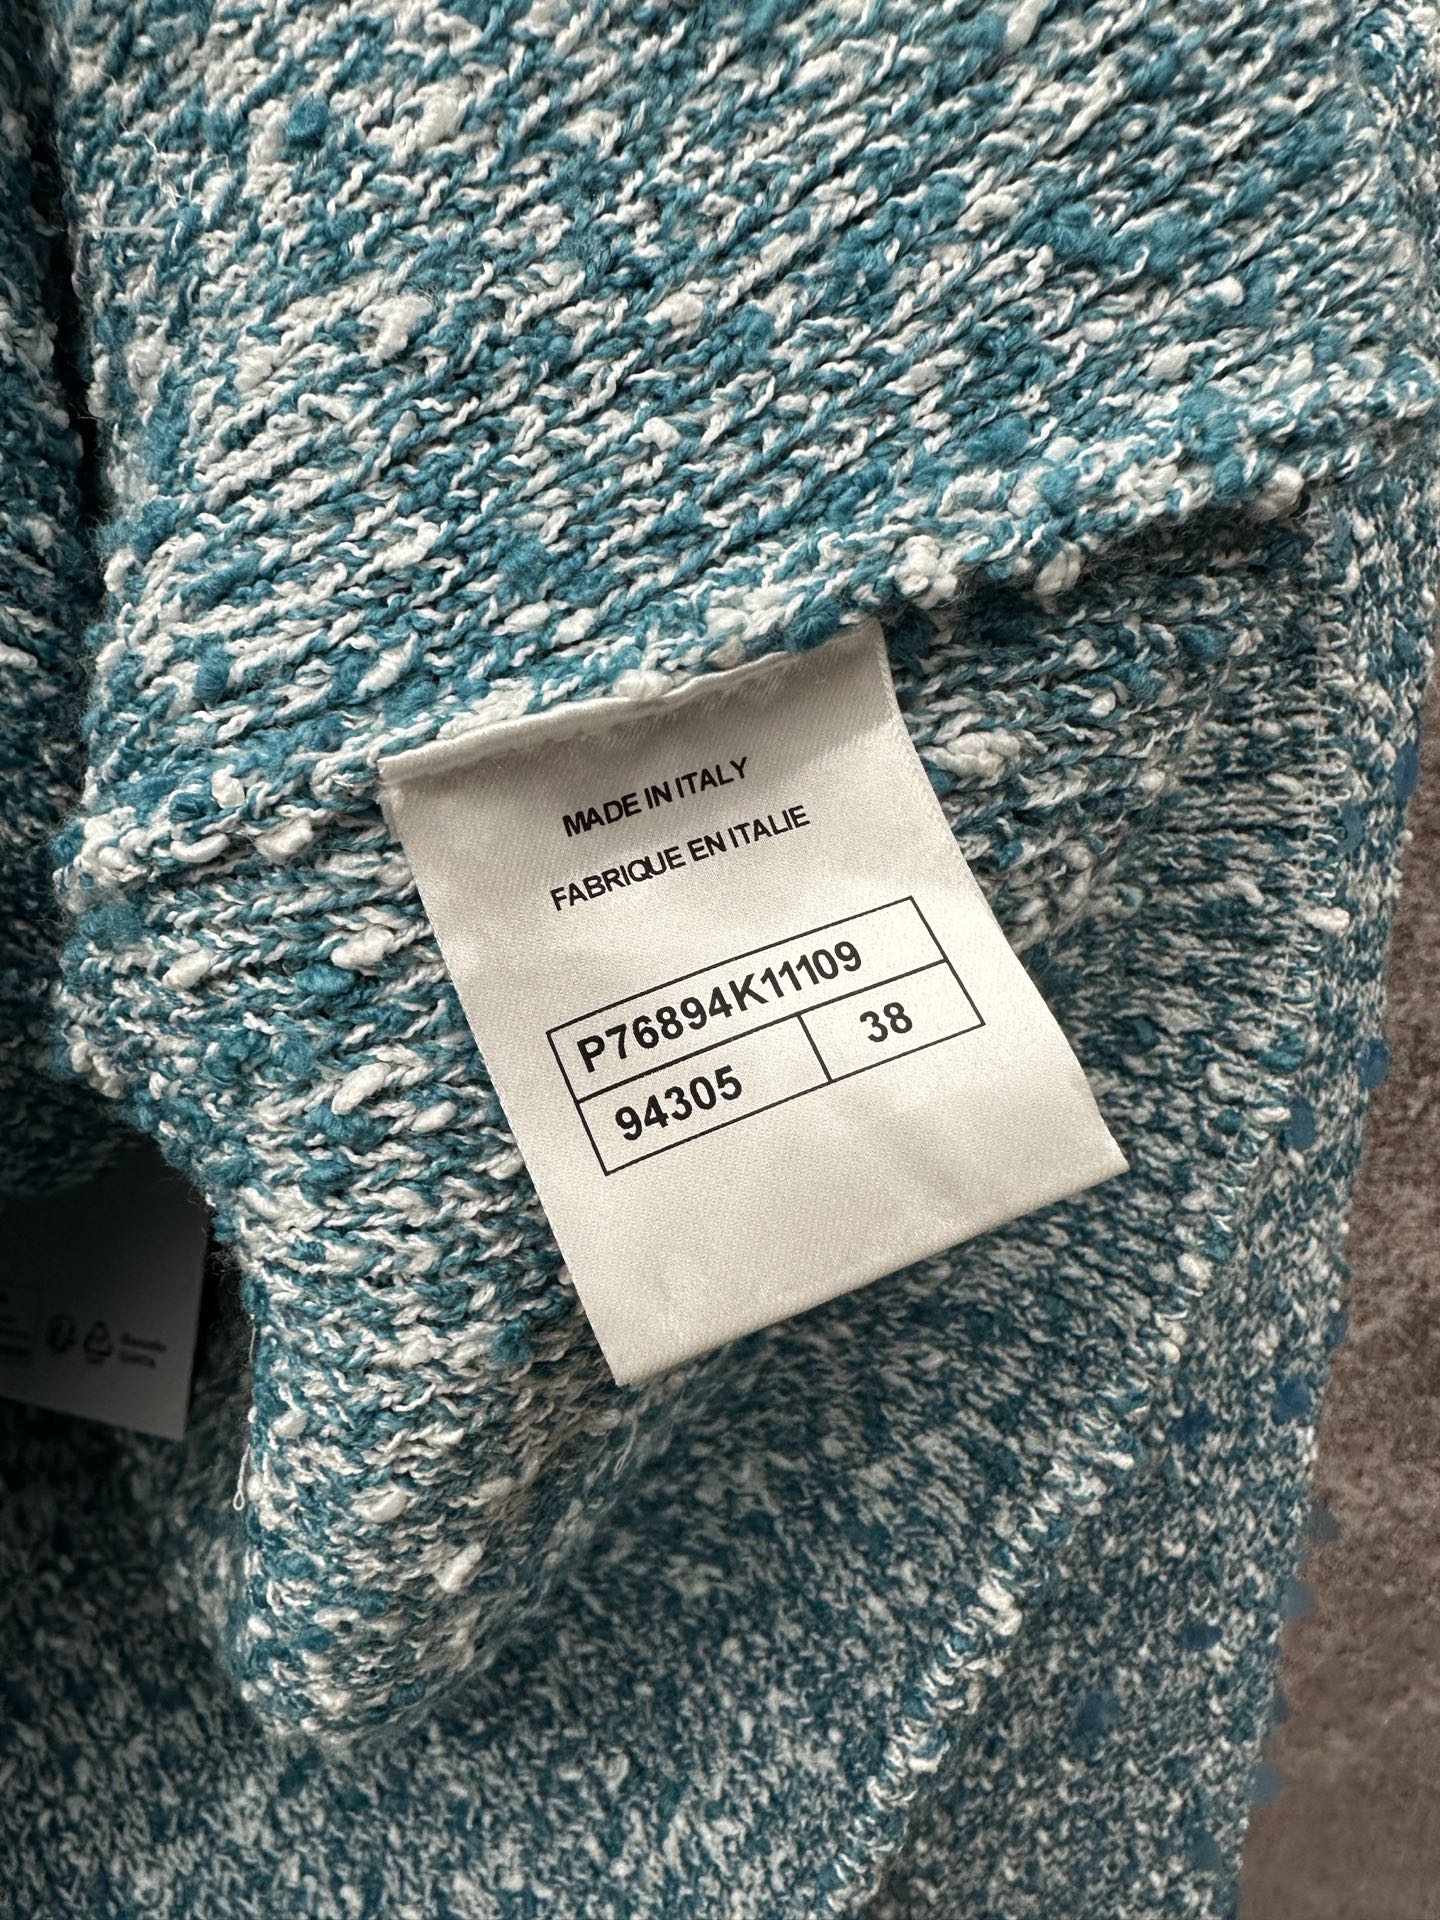 MADE IN ITALY
FABRIQUE EN ITALIE
P76894K11109
94305 38